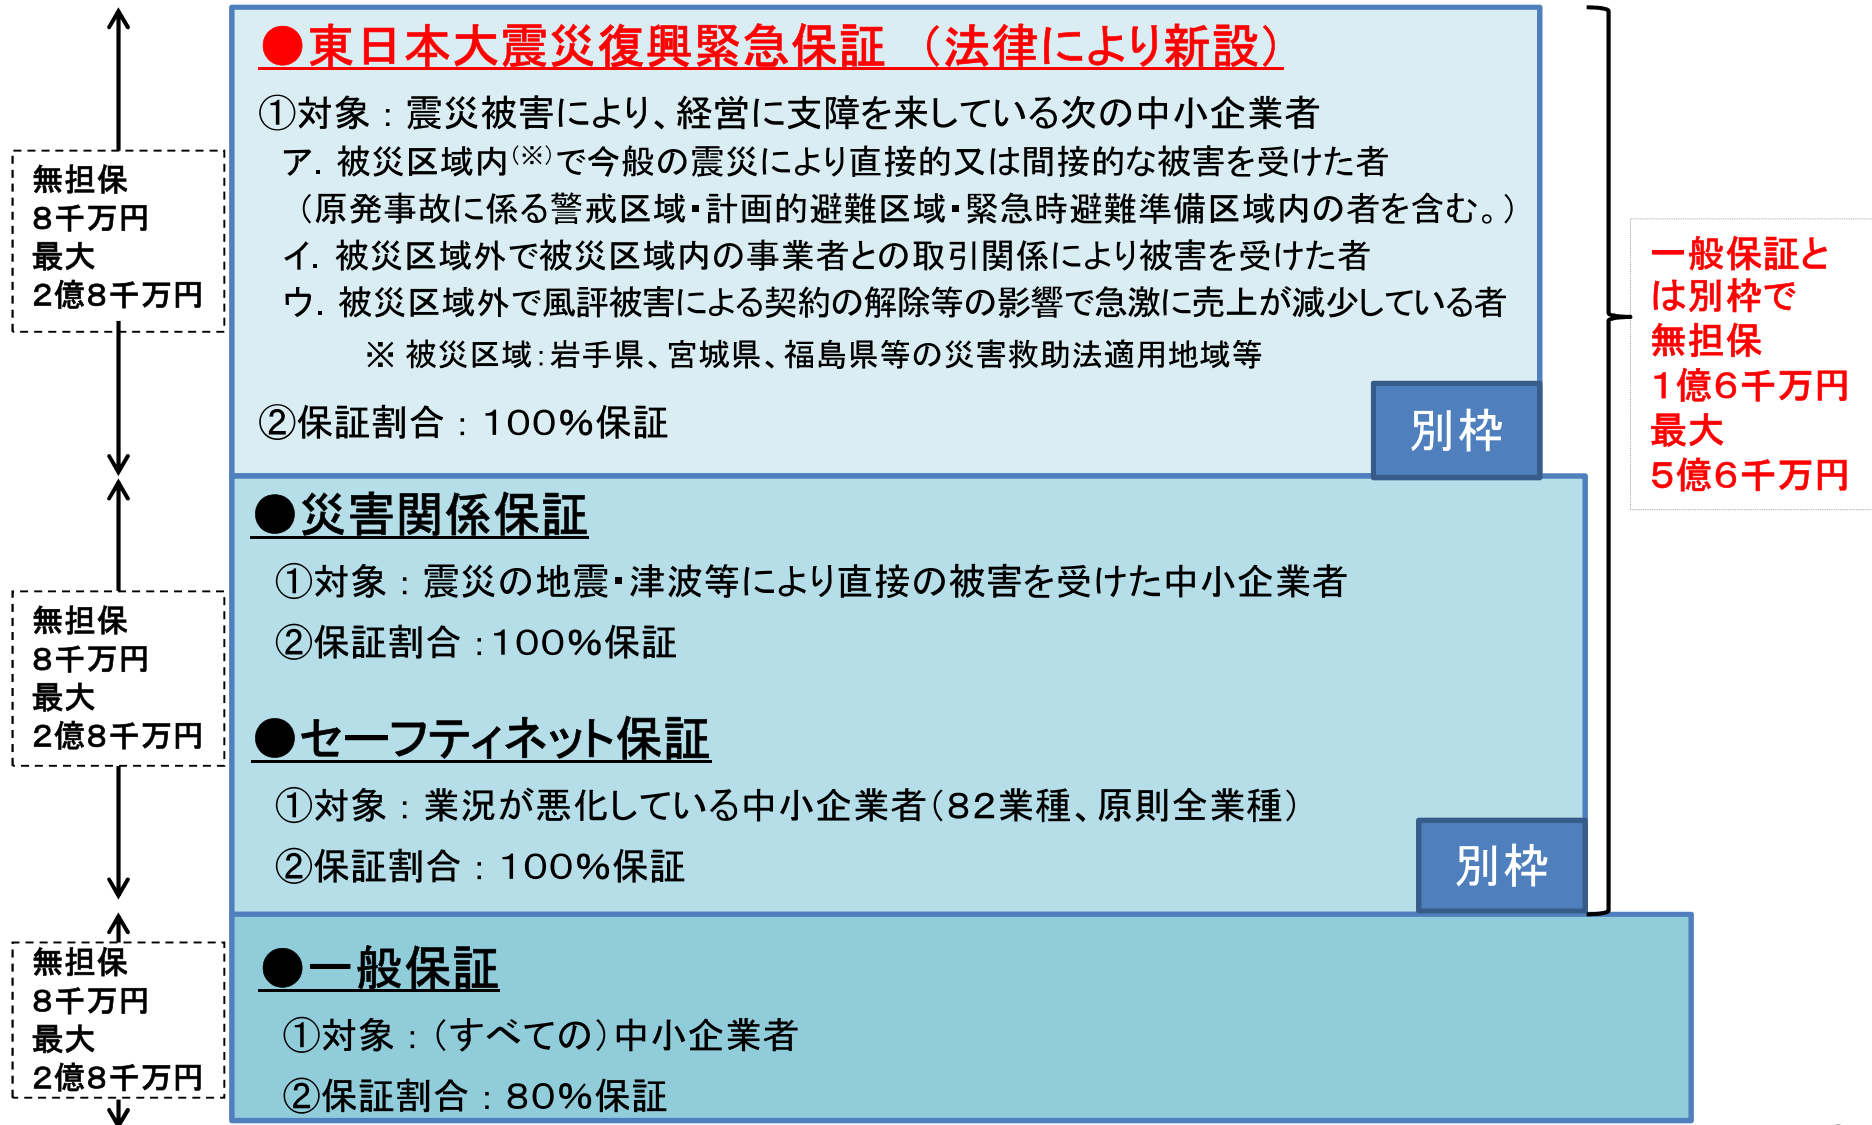 ●東日本大震災復興緊急保証 （法律により新設）
①対象：震災被害により、経営に支障を来している次の中小企業者
ア．被災区域内（※）で今般の震災により直接的又は間接的な被害を受けた者
（原発事故に係る警戒区域・計画的避難区域・緊急時避難準備区域内の者を含む。）
イ．被災区域外で被災区域内の事業者との取引関係により被害を受けた者
ウ．被災区域外で風評被害による契約の解除等の影響で急激に売上が減少している者
※ 被災区域：岩手県、宮城県、福島県等の災害救助法適用地域等
②保証割合：１００％保証
別枠
無担保
８千万円
最大
２億８千万円
一般保証と
は別枠で
無担保
１億６千万円
最大
５億６千万円
●災害関係保証
①対象：震災の地震・津波等により直接の被害を受けた中小企業者
②保証割合：１００％保証
●セーフティネット保証
①対象：業況が悪化している中小企業者（８２業種、原則全業種）
②保証割合：１００％保証
別枠
無担保
８千万円
最大
２億８千万円
●一般保証
①対象：（すべての）中小企業者
②保証割合：８０％保証
無担保
８千万円
最大
２億８千万円